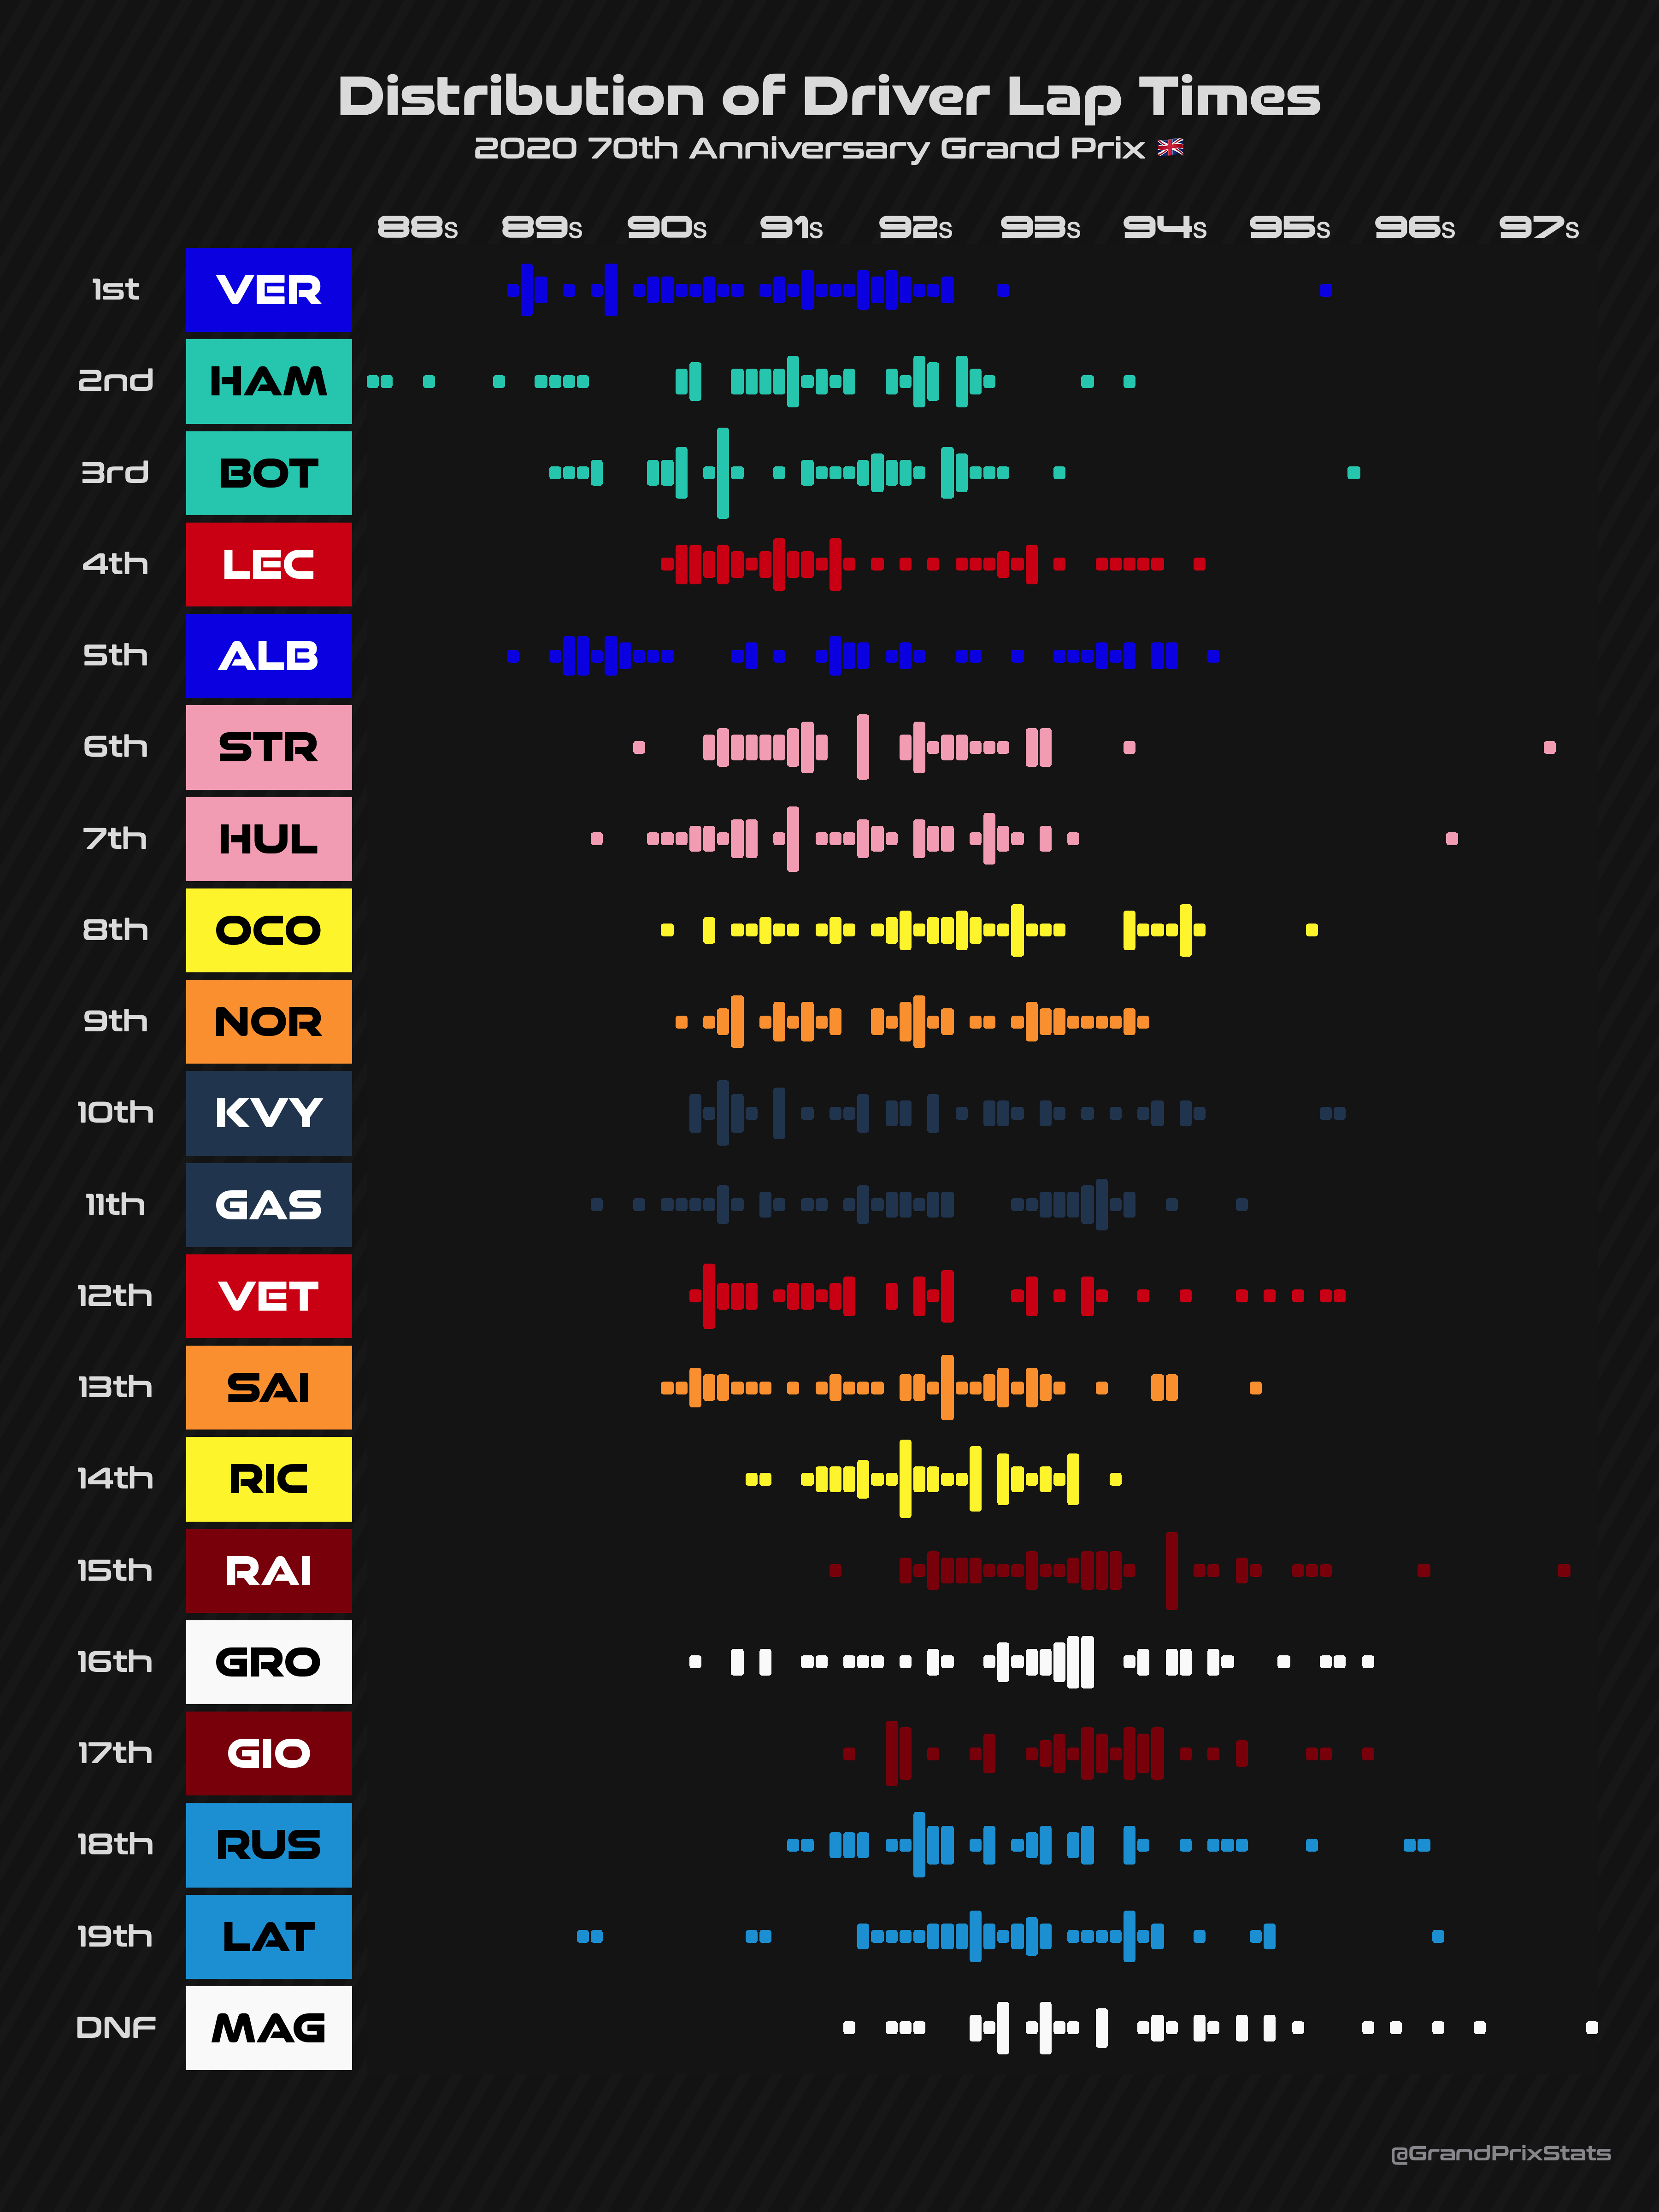 Distribution of Driver Lap Times
2020 70th Anniversary Grand Prix 🇬🇧
88s 89s 90s 91s 92s 93s 94s 95s 96s 97s
1st VER
2nd HAM
3rd BOT
4th LEC
5th ALB
6th STR
7th HUL
8th OCO
9th NOR
10th KVY
11th GAS
12th VET
13th SAI
14th RIC
15th RAI
16th GRO
17th GIO
18th RUS
19th LAT
DNF MAG
@GrandPrixStats